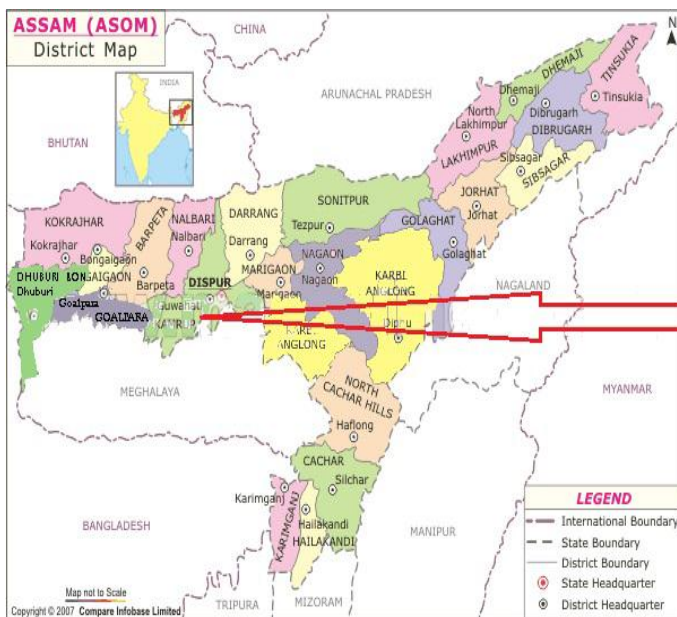 ASSAM (ASOM)
District Map
CHINA
N
INDIA
ARUNACHAL PRADESH
BHUTAN
DHEMAJI
Dhemaji
TINSUKIA
Tinsukia
North
Lakhimpur
LAKHIMPUR
Dibrugarh
DIBRUGARH
Sibsagar
SIBSAGAR
JORHAT
Jorhat
KOKRAJHAR
Kokrajhar
BARPETA
Barpeta
NALBARI
Nalbari
DARRANG
Darrang
SONITPUR
Tezpur
GOLAGHAT
Golaghat
Bongaigaon
DHUBURI BON
GAIGAON
Dhuburi
DISPUR
MARIGAON
Marigaon
NAGAON
Nagaon
KARBI
ANGLONG
NAGALAND
Goalpara
GOALPARA
Guwahat
KAMRUP
ANGLONG
Diphu
MEGHALAYA
NORTH
CACHAR HILLS
Haflong
MYANMAR
CACHAR
Silchar
Karimganj
KARIMGANJ
Hailakandi
HAILAKANDI
BANGLADESH
MANIPUR
TRIPURA
MIZORAM
LEGEND
International Boundary
State Boundary
District Boundary
State Headquarter
District Headquarter
Map not to Scale
Copyright © 2007 Compare Infobase Limited